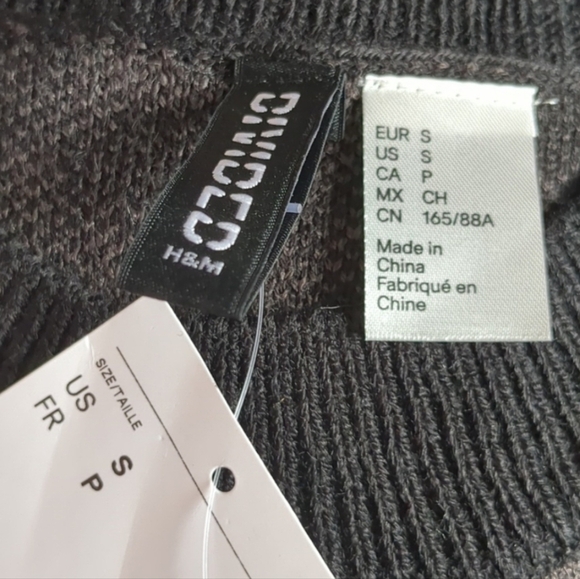 DIVIDED
H&M
EUR S
US S
CA P
MX CH
CN 165/88A
Made in
China
Fabriqué en
Chine
SIZE/TAILLE
US S
FR P